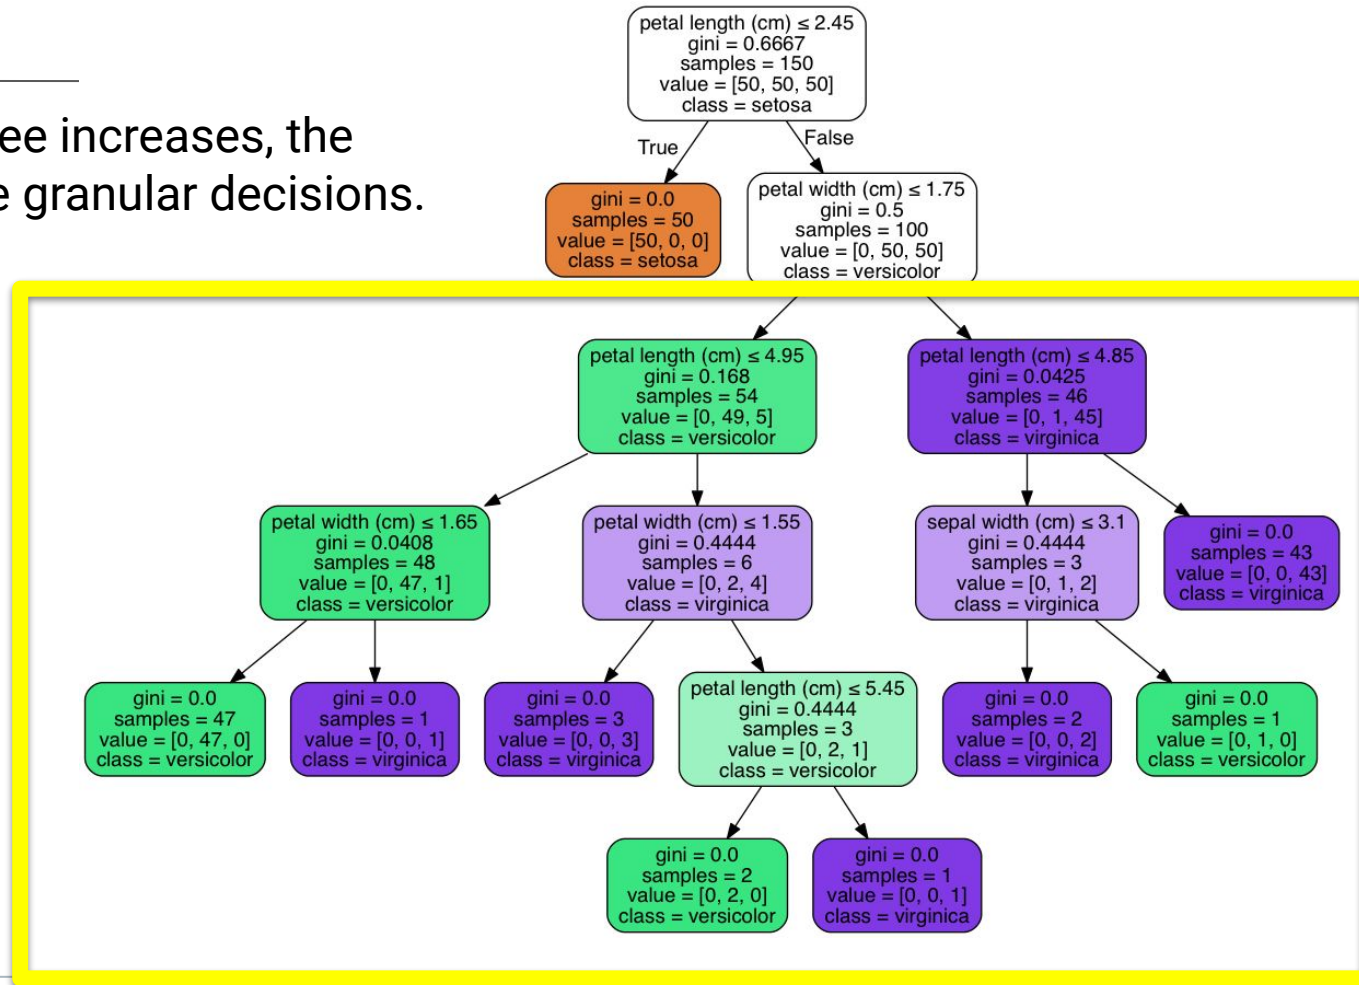 ee increases, the
e granular decisions.
petal length (cm) ≤ 2.45
gini = 0.6667
samples = 150
value = [50, 50, 50]
class = setosa
True
False
gini = 0.0
samples = 50
value = [50, 0, 0]
class = setosa
petal width (cm) ≤ 1.75
gini = 0.5
samples = 100
value = [0, 50, 50]
class = versicolor
petal length (cm) ≤ 4.95
gini = 0.168
samples = 54
value = [0, 49, 5]
class = versicolor
petal length (cm) ≤ 4.85
gini = 0.0425
samples = 46
value = [0, 1, 45]
class = virginica
petal width (cm) ≤ 1.65
gini = 0.0408
samples = 48
value = [0, 47, 1]
class = versicolor
petal width (cm) ≤ 1.55
gini = 0.4444
samples = 6
value = [0, 2, 4]
class = virginica
sepal width (cm) ≤ 3.1
gini = 0.4444
samples = 3
value = [0, 1, 2]
class = virginica
gini = 0.0
samples = 43
value = [0, 0, 43]
class = virginica
gini = 0.0
samples = 47
value = [0, 47, 0]
class = versicolor
gini = 0.0
samples = 1
value = [0, 0, 1]
class = virginica
gini = 0.0
samples = 3
value = [0, 0, 3]
class = virginica
petal length (cm) ≤ 5.45
gini = 0.4444
samples = 3
value = [0, 2, 1]
class = versicolor
gini = 0.0
samples = 2
value = [0, 0, 2]
class = virginica
gini = 0.0
samples = 1
value = [0, 1, 0]
class = versicolor
gini = 0.0
samples = 2
value = [0, 2, 0]
class = versicolor
gini = 0.0
samples = 1
value = [0, 0, 1]
class = virginica